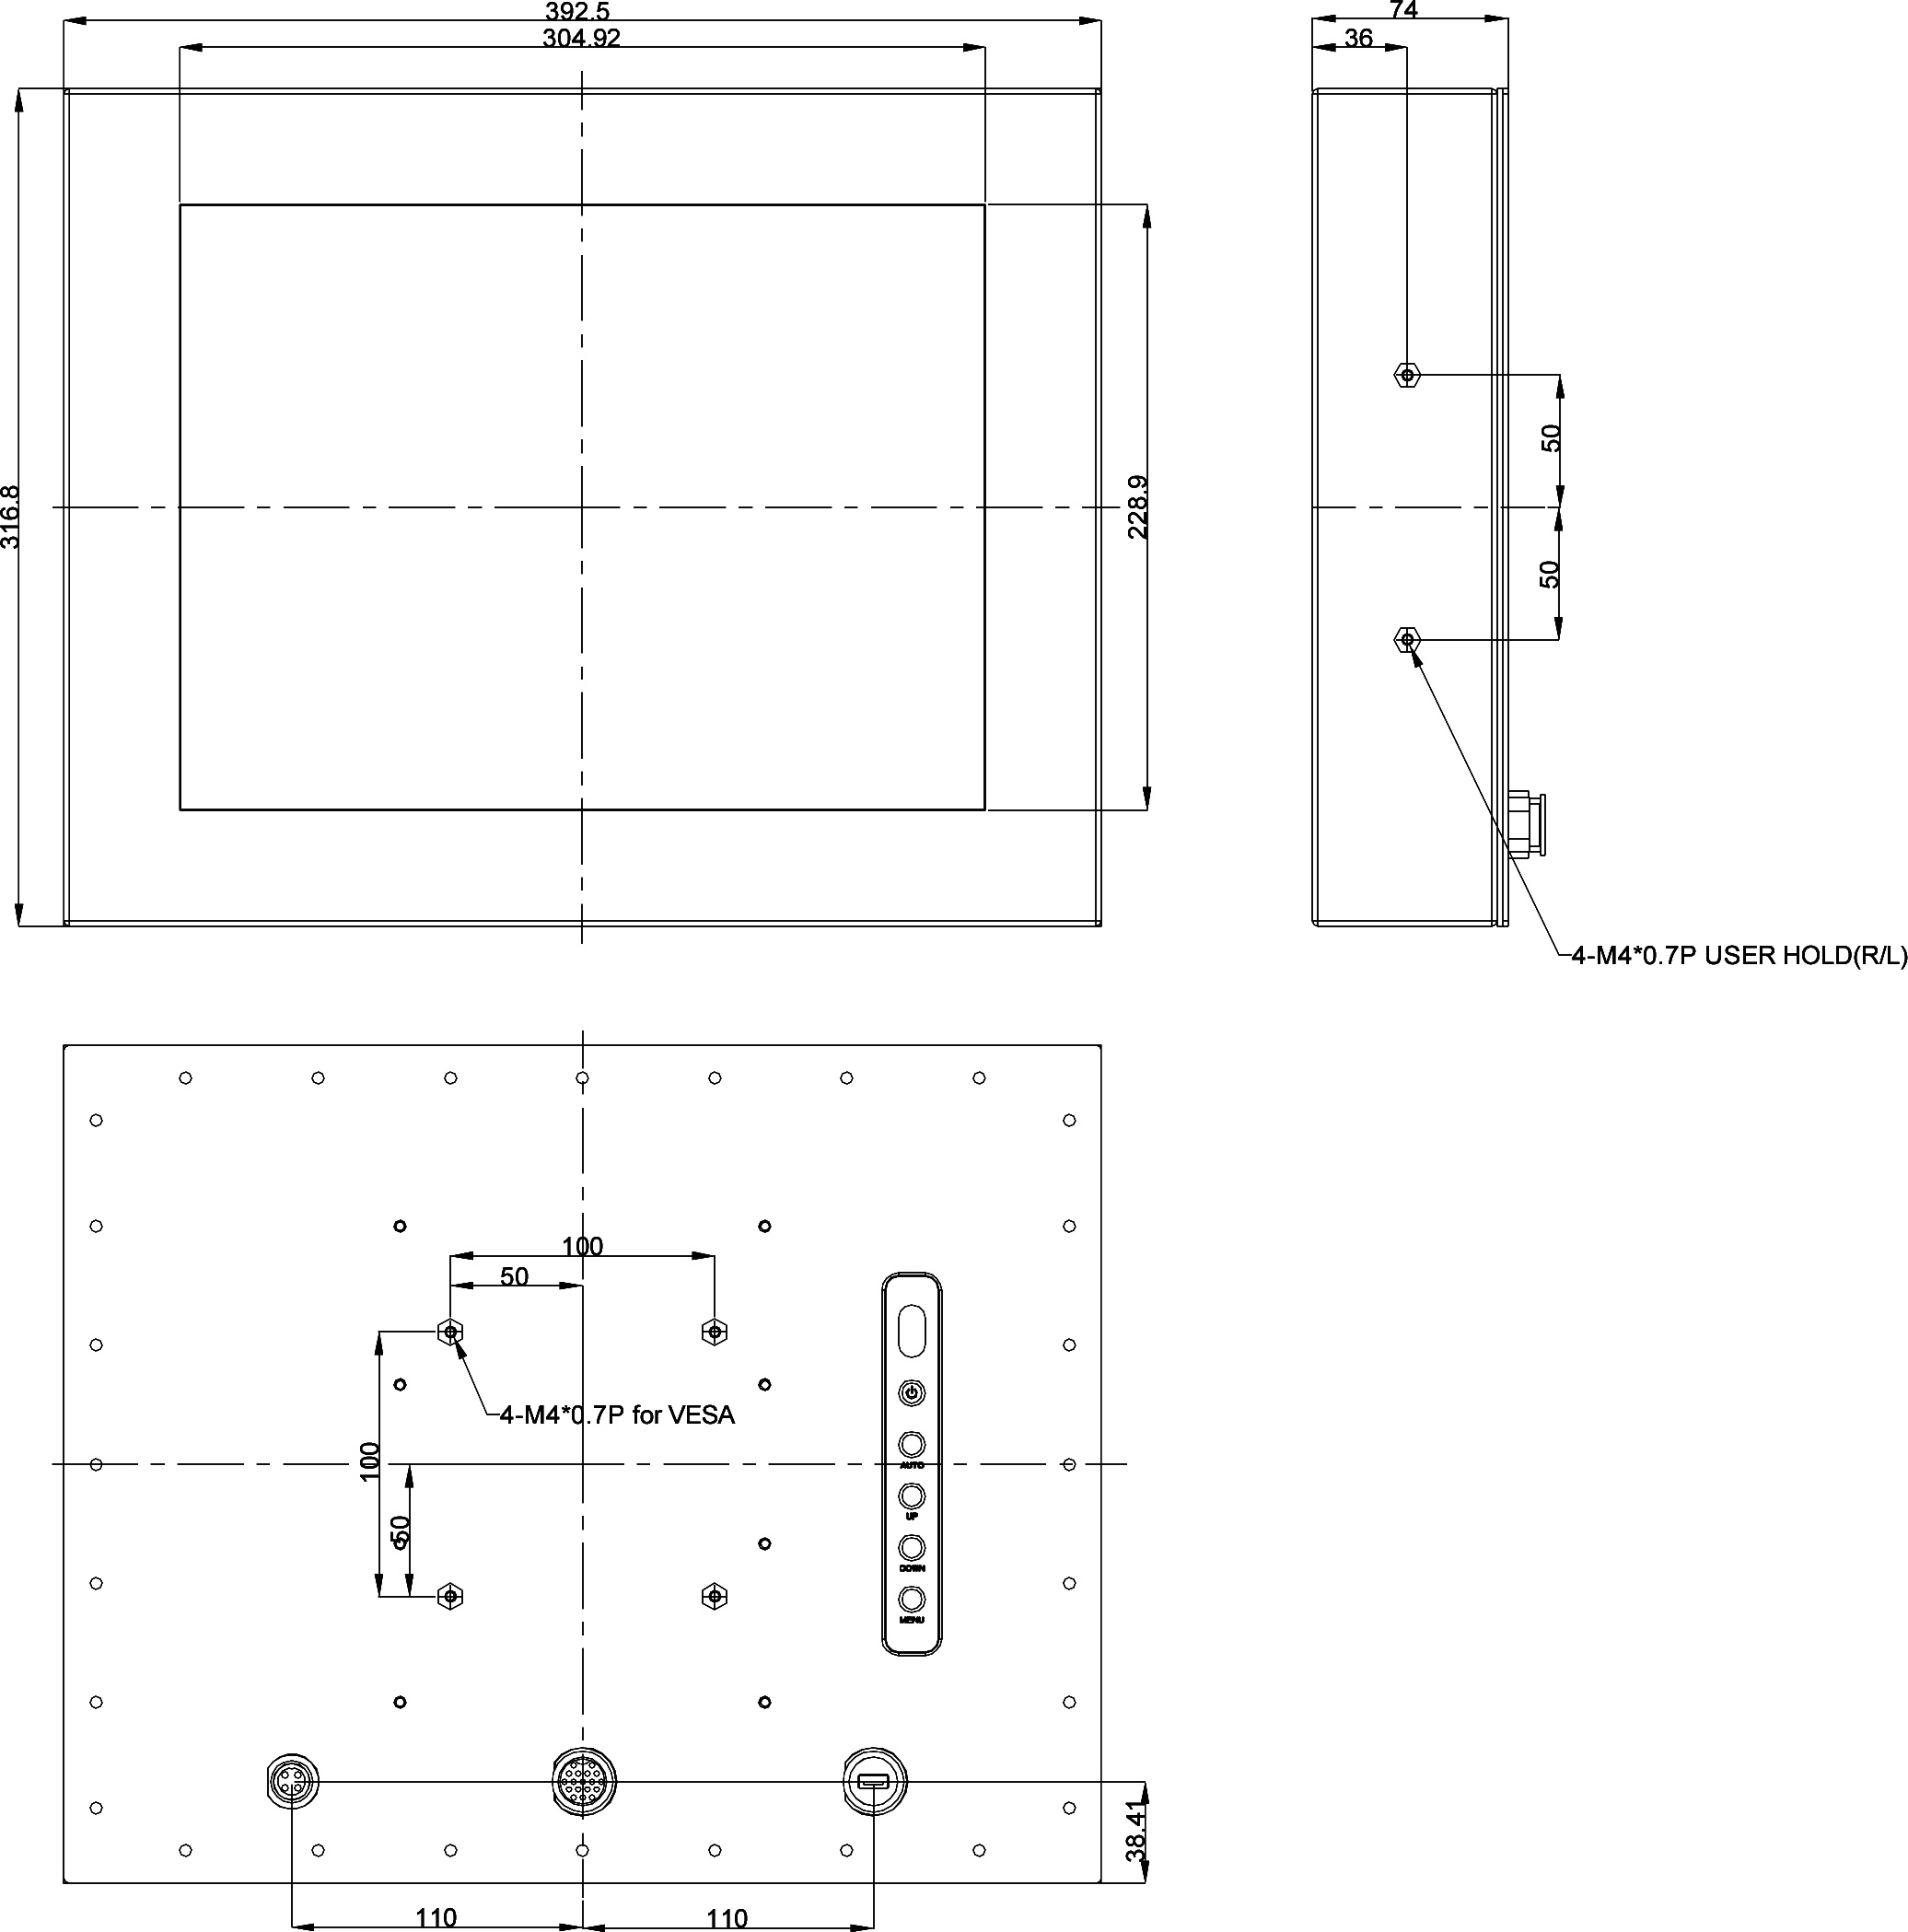 392.5
304.92
74
36
316.8
228.9
50
50
4-M4*0.7P USER HOLD(R/L)
100
50
4-M4*0.7P for VESA
100
50
AUTO
UP
DOWN
MENU
38.41
110
110